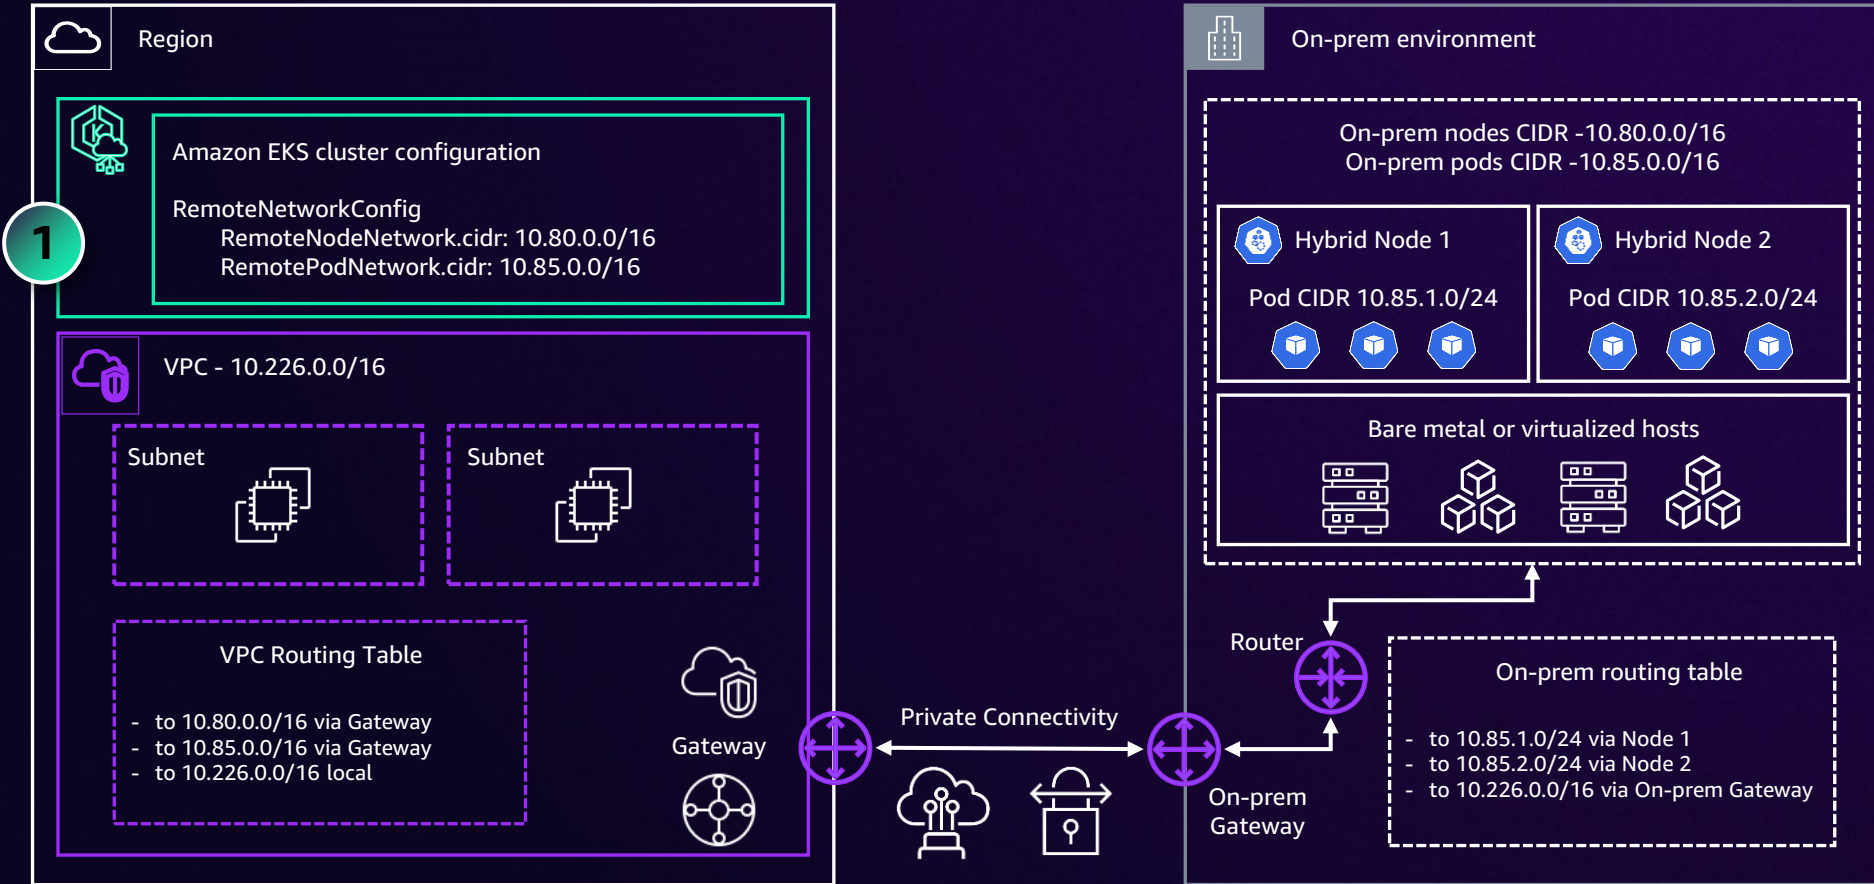 Region
1
Amazon EKS cluster configuration
RemoteNetworkConfig
RemoteNodeNetwork.cidr: 10.80.0.0/16
RemotePodNetwork.cidr: 10.85.0.0/16
VPC - 10.226.0.0/16
Subnet
Subnet
VPC Routing Table
- to 10.80.0.0/16 via Gateway
- to 10.85.0.0/16 via Gateway
- to 10.226.0.0/16 local
Gateway
Private Connectivity
On-prem environment
On-prem nodes CIDR -10.80.0.0/16
On-prem pods CIDR -10.85.0.0/16
Hybrid Node 1
Pod CIDR 10.85.1.0/24
Hybrid Node 2
Pod CIDR 10.85.2.0/24
Bare metal or virtualized hosts
Router
On-prem
Gateway
On-prem routing table
- to 10.85.1.0/24 via Node 1
- to 10.85.2.0/24 via Node 2
- to 10.226.0.0/16 via On-prem Gateway